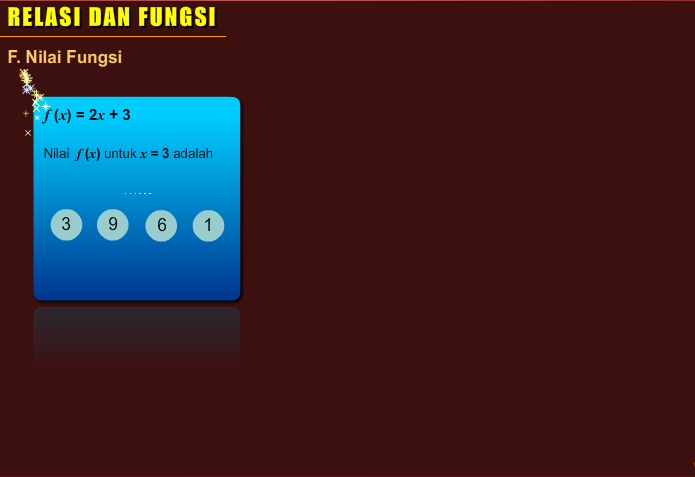 RELASI DAN FUNGSI
F. Nilai Fungsi
f (x) = 2x + 3
Nilai f (x) untuk x = 3 adalah
......
3 9 6 1